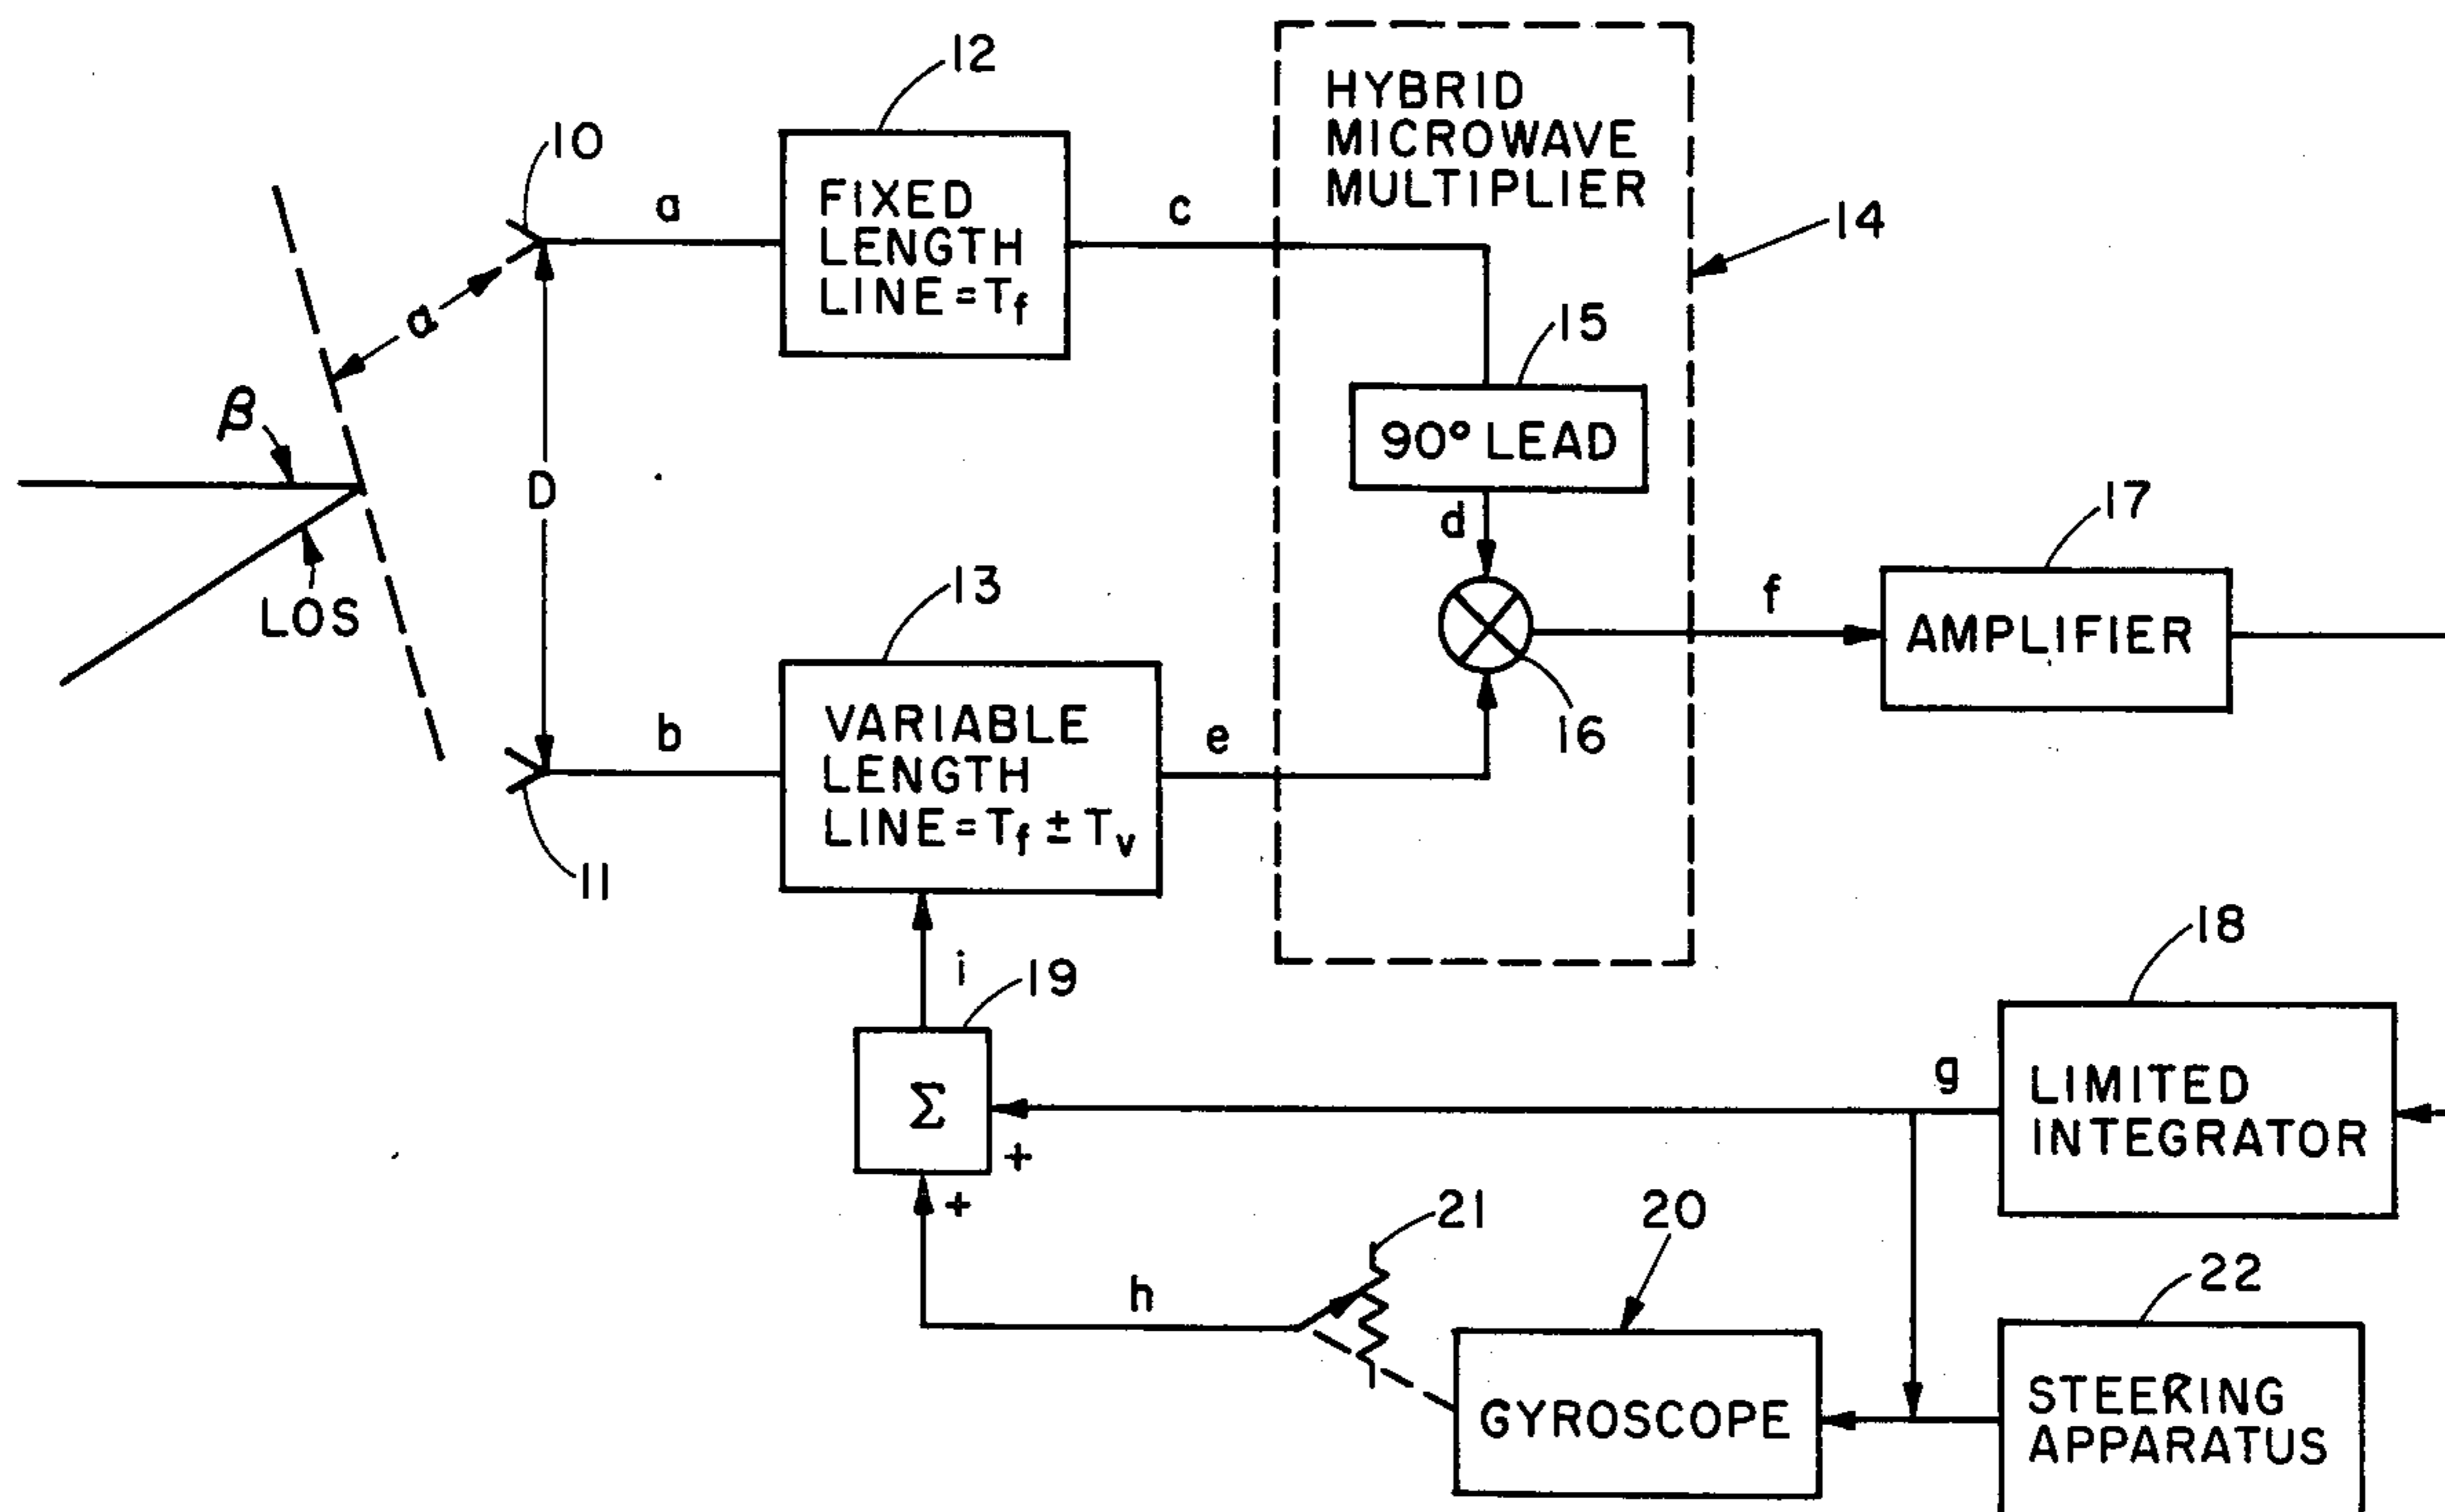 12
HYBRID
MICROWAVE
MULTIPLIER
10
a
FIXED
LENGTH
LINE=Tf
c
14
α
15
β
90° LEAD
D
d
17
LOS
13
f
AMPLIFIER
b
VARIABLE
LENGTH
LINE=Tf ± Tv
e
16
11
18
i
19
g
LIMITED
INTEGRATOR
Σ
+
+
21
20
22
h
STEERING
APPARATUS
GYROSCOPE